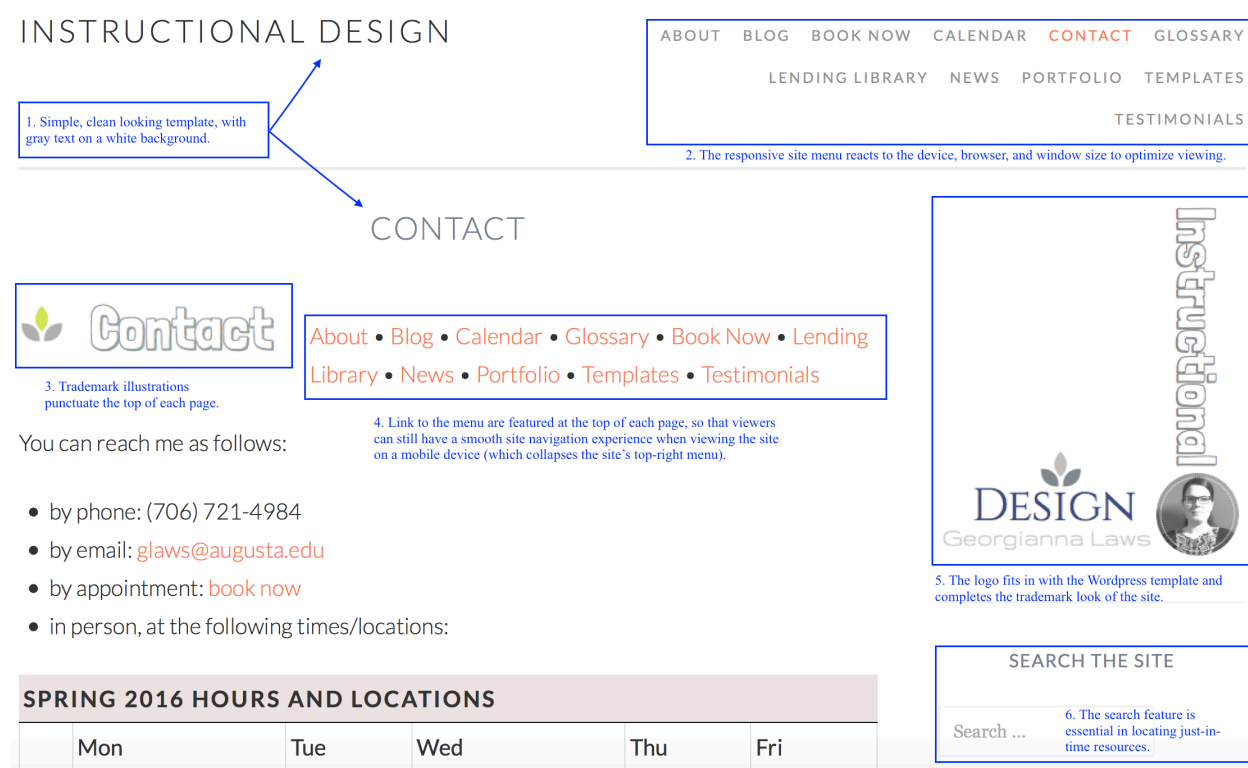 INSTRUCTIONAL DESIGN
ABOUT BLOG BOOK NOW CALENDAR CONTACT GLOSSARY
LENDING LIBRARY NEWS PORTFOLIO TEMPLATES
TESTIMONIALS
1. Simple, clean looking template, with
gray text on a white background.
2. The responsive site menu reacts to the device, browser, and window size to optimize viewing.
CONTACT
Contact
3. Trademark illustrations
punctuate the top of each page.
About • Blog • Calendar • Glossary • Book Now • Lending
Library • News • Portfolio • Templates • Testimonials
4. Link to the menu are featured at the top of each page, so that viewers
can still have a smooth site navigation experience when viewing the site
on a mobile device (which collapses the site's top-right menu).
You can reach me as follows:
• by phone: (706) 721-4984
• by email: glaws@augusta.edu
• by appointment: book now
• in person, at the following times/locations:
SPRING 2016 HOURS AND LOCATIONS
Mon Tue Wed Thu Fri
Instructional
DESIGN
Georgianna Laws
5. The logo fits in with the Wordpress template and
completes the trademark look of the site.
SEARCH THE SITE
Search ...
6. The search feature is
essential in locating just-in-
time resources.